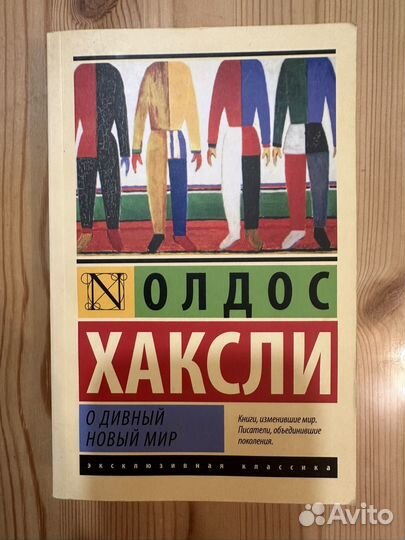 N ОЛДОС
ХАКСЛИ
О ДИВНЫЙ
НОВЫЙ МИР
Книги, изменившие мир.
Писатели, объединившие
поколения.
эксклюзивная классика
Avito